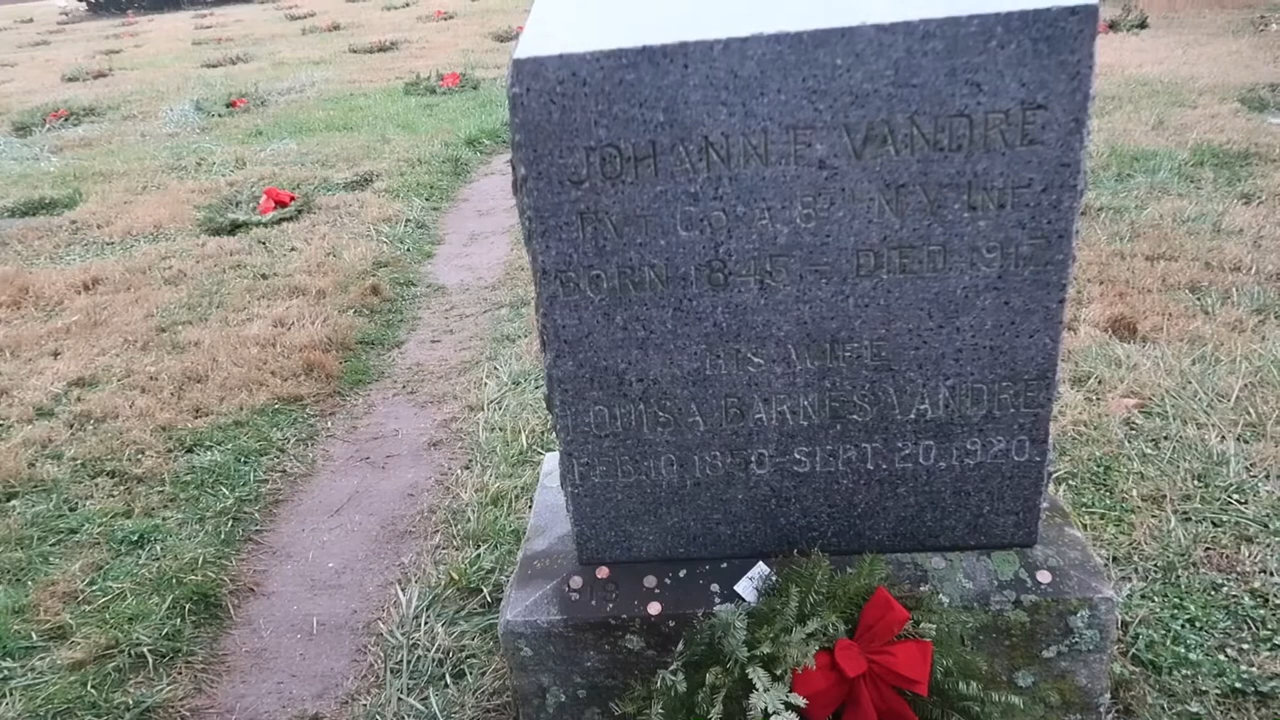 JOHANN F. VANDRE
PVT CO. A. 8TH N.Y. INF.
BORN 1845 – DIED 1917
HIS WIFE
LOUISA BARNES VANDRE
FEB. 10, 1850 – SEPT. 20, 1920.